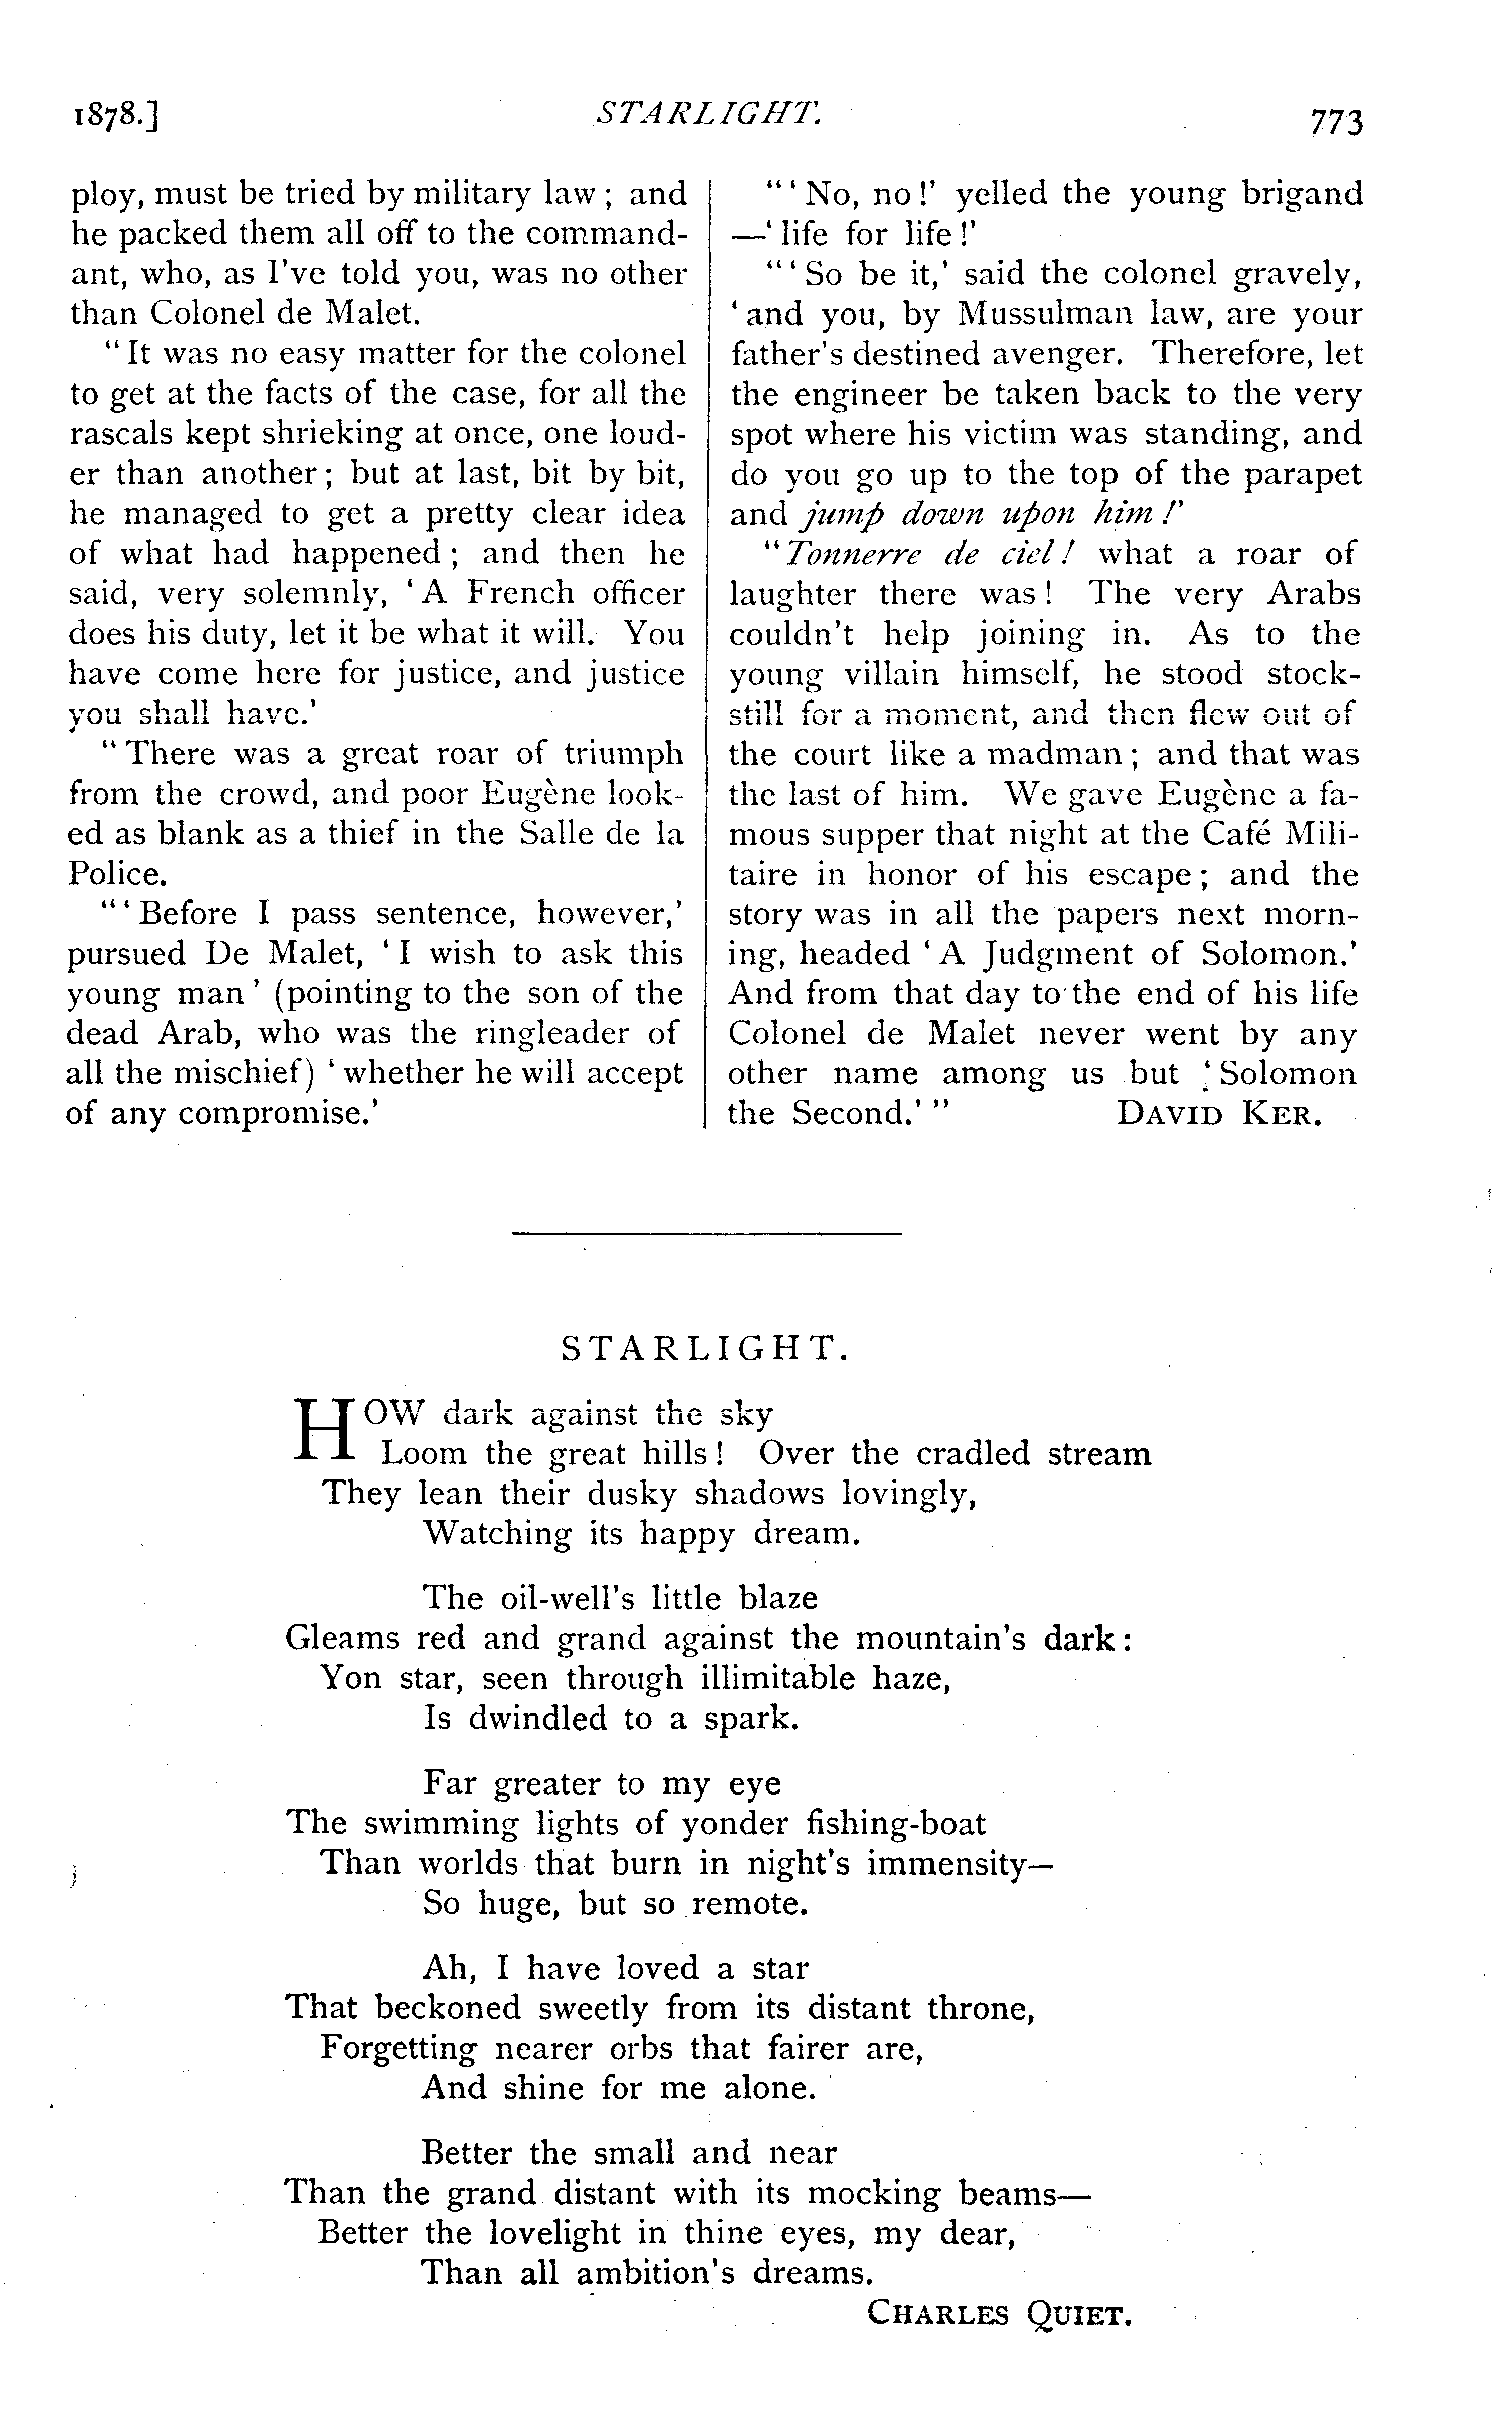 1878.] STARLIGHT. 773
ploy, must be tried by military law; and
he packed them all off to the command-
ant, who, as I've told you, was no other
than Colonel de Malet.
"It was no easy matter for the colonel
to get at the facts of the case, for all the
rascals kept shrieking at once, one loud-
er than another; but at last, bit by bit,
he managed to get a pretty clear idea
of what had happened; and then he
said, very solemnly, 'A French officer
does his duty, let it be what it will. You
have come here for justice, and justice
you shall have.'
"There was a great roar of triumph
from the crowd, and poor Eugène look-
ed as blank as a thief in the Salle de la
Police.
"'Before I pass sentence, however,'
pursued De Malet, 'I wish to ask this
young man' (pointing to the son of the
dead Arab, who was the ringleader of
all the mischief) 'whether he will accept
of any compromise.'
"'No, no!' yelled the young brigand
—'life for life!'
"'So be it,' said the colonel gravely,
'and you, by Mussulman law, are your
father's destined avenger. Therefore, let
the engineer be taken back to the very
spot where his victim was standing, and
do you go up to the top of the parapet
and jump down upon him!'
"Tonnerre de ciel! what a roar of
laughter there was! The very Arabs
couldn't help joining in. As to the
young villain himself, he stood stock-
still for a moment, and then flew out of
the court like a madman; and that was
the last of him. We gave Eugène a fa-
mous supper that night at the Café Mili-
taire in honor of his escape; and the
story was in all the papers next morn-
ing, headed 'A Judgment of Solomon.'
And from that day to the end of his life
Colonel de Malet never went by any
other name among us but 'Solomon
the Second.'" DAVID KER.
STARLIGHT.
HOW dark against the sky
Loom the great hills! Over the cradled stream
They lean their dusky shadows lovingly,
Watching its happy dream.
The oil-well's little blaze
Gleams red and grand against the mountain's dark:
Yon star, seen through illimitable haze,
Is dwindled to a spark.
Far greater to my eye
The swimming lights of yonder fishing-boat
Than worlds that burn in night's immensity—
So huge, but so remote.
Ah, I have loved a star
That beckoned sweetly from its distant throne,
Forgetting nearer orbs that fairer are,
And shine for me alone.
Better the small and near
Than the grand distant with its mocking beams—
Better the lovelight in thine eyes, my dear,
Than all ambition's dreams.
CHARLES QUIET.